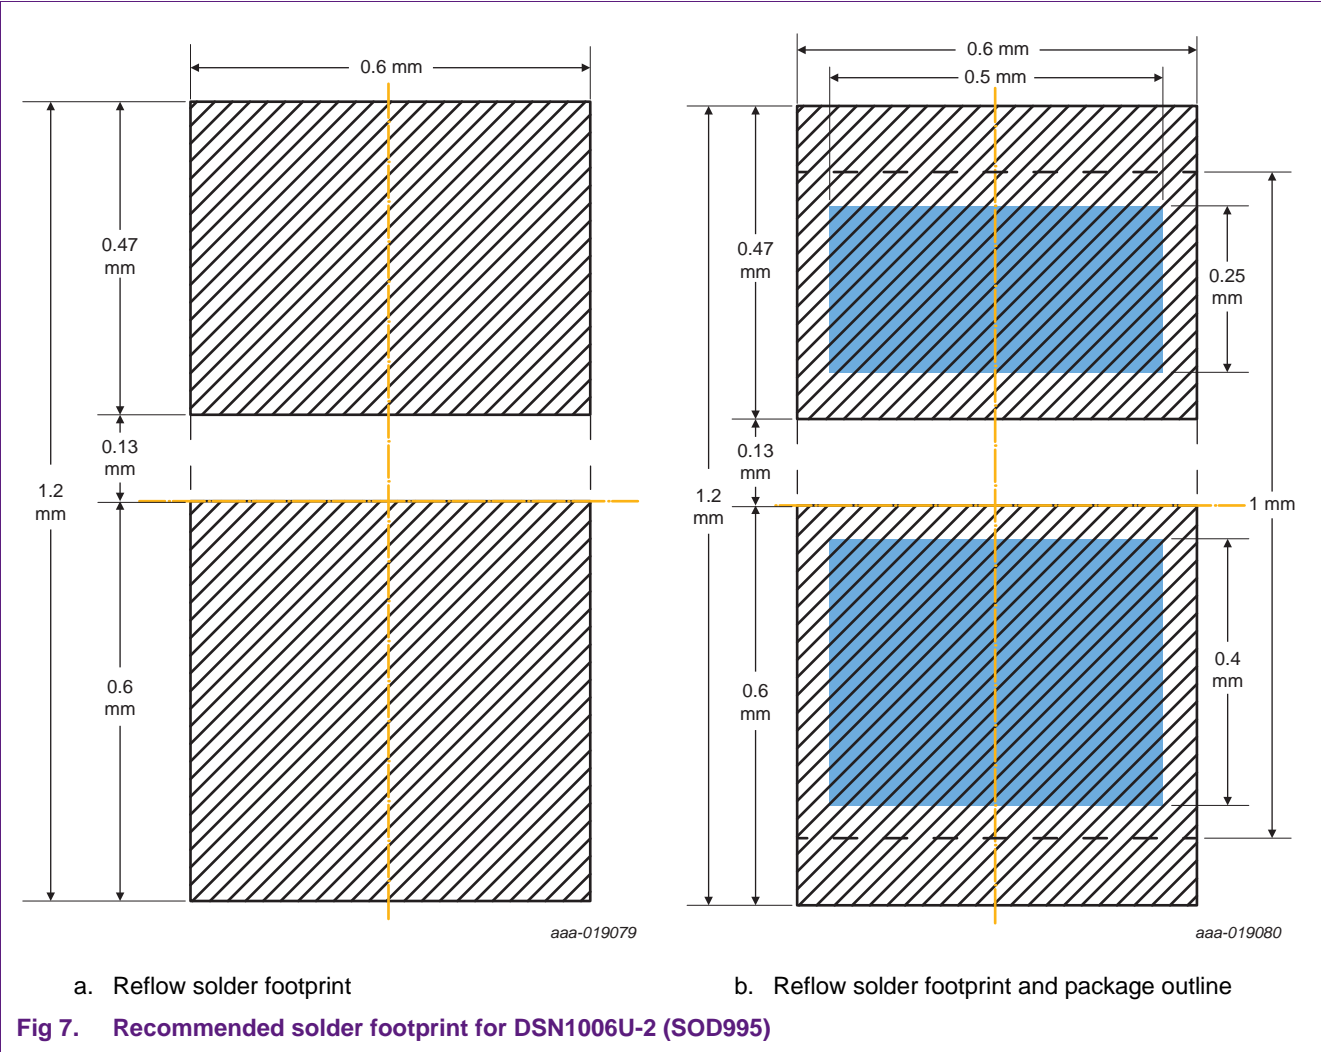 0.6 mm
0.47
mm
0.13
mm
1.2
mm
0.6
mm
aaa-019079
0.6 mm
0.5 mm
0.47
mm
0.25
mm
0.13
mm
1.2
mm
1 mm
0.4
mm
0.6
mm
aaa-019080
a. Reflow solder footprint
b. Reflow solder footprint and package outline
Fig 7. Recommended solder footprint for DSN1006U-2 (SOD995)